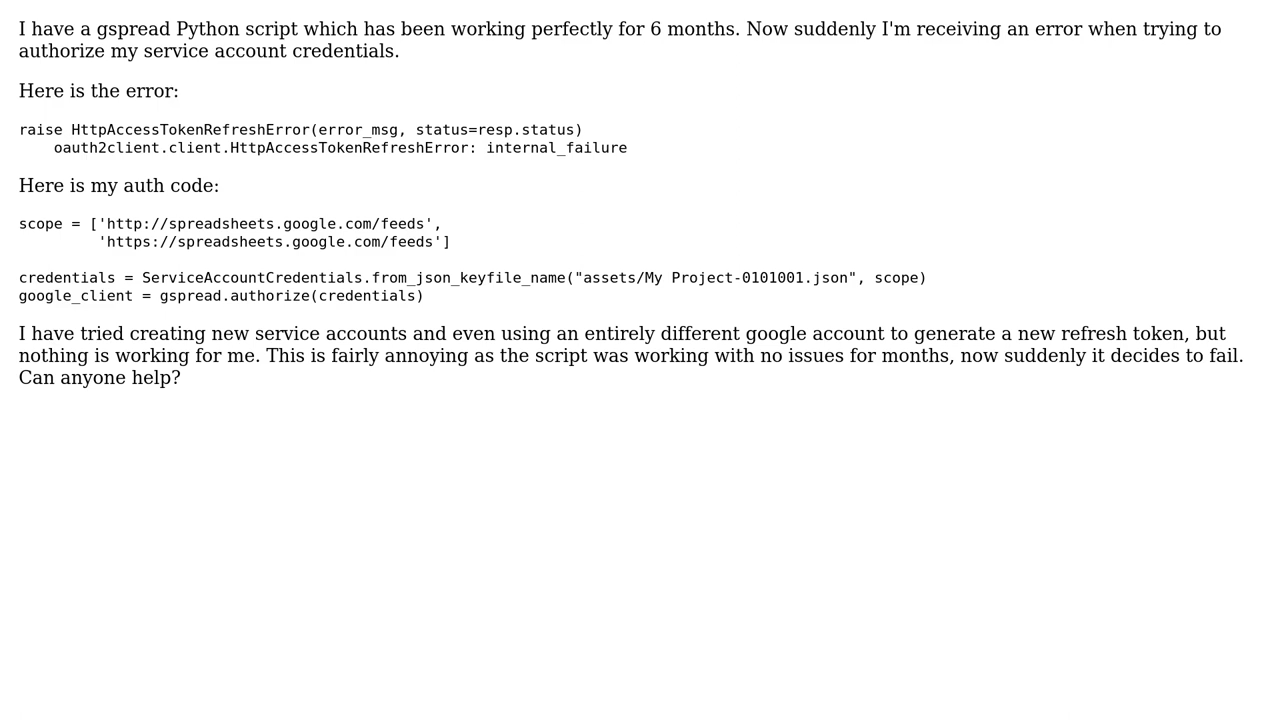 I have a gspread Python script which has been working perfectly for 6 months. Now suddenly I'm receiving an error when trying to
authorize my service account credentials.
Here is the error:
raise HttpAccessTokenRefreshError(error_msg, status=resp.status)
    oauth2client.client.HttpAccessTokenRefreshError: internal_failure
Here is my auth code:
scope = ['http://spreadsheets.google.com/feeds',
         'https://spreadsheets.google.com/feeds']
credentials = ServiceAccountCredentials.from_json_keyfile_name("assets/My Project-0101001.json", scope)
google_client = gspread.authorize(credentials)
I have tried creating new service accounts and even using an entirely different google account to generate a new refresh token, but
nothing is working for me. This is fairly annoying as the script was working with no issues for months, now suddenly it decides to fail.
Can anyone help?